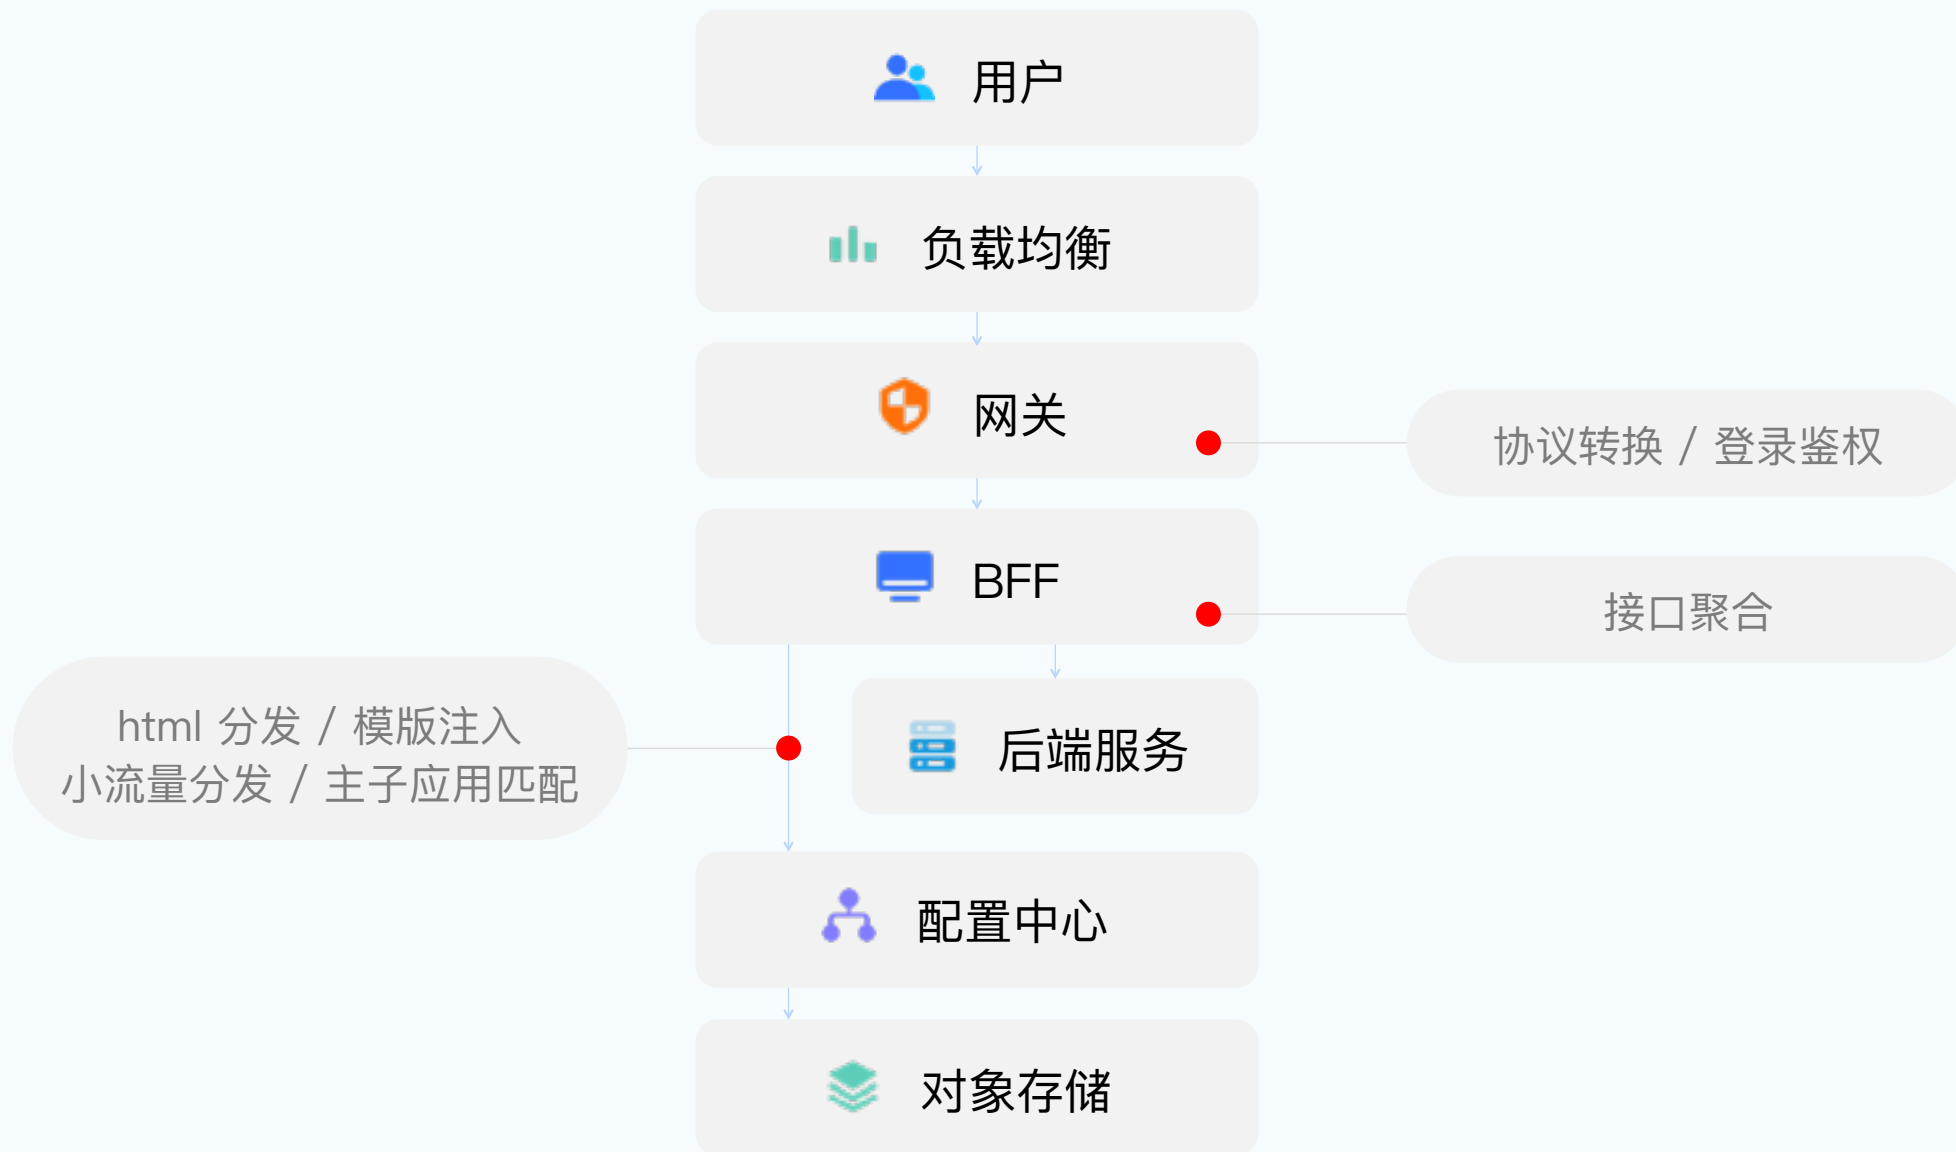 用户
负载均衡
网关
协议转换 / 登录鉴权
BFF
接口聚合
html 分发 / 模版注入
小流量分发 / 主子应用匹配
后端服务
配置中心
对象存储